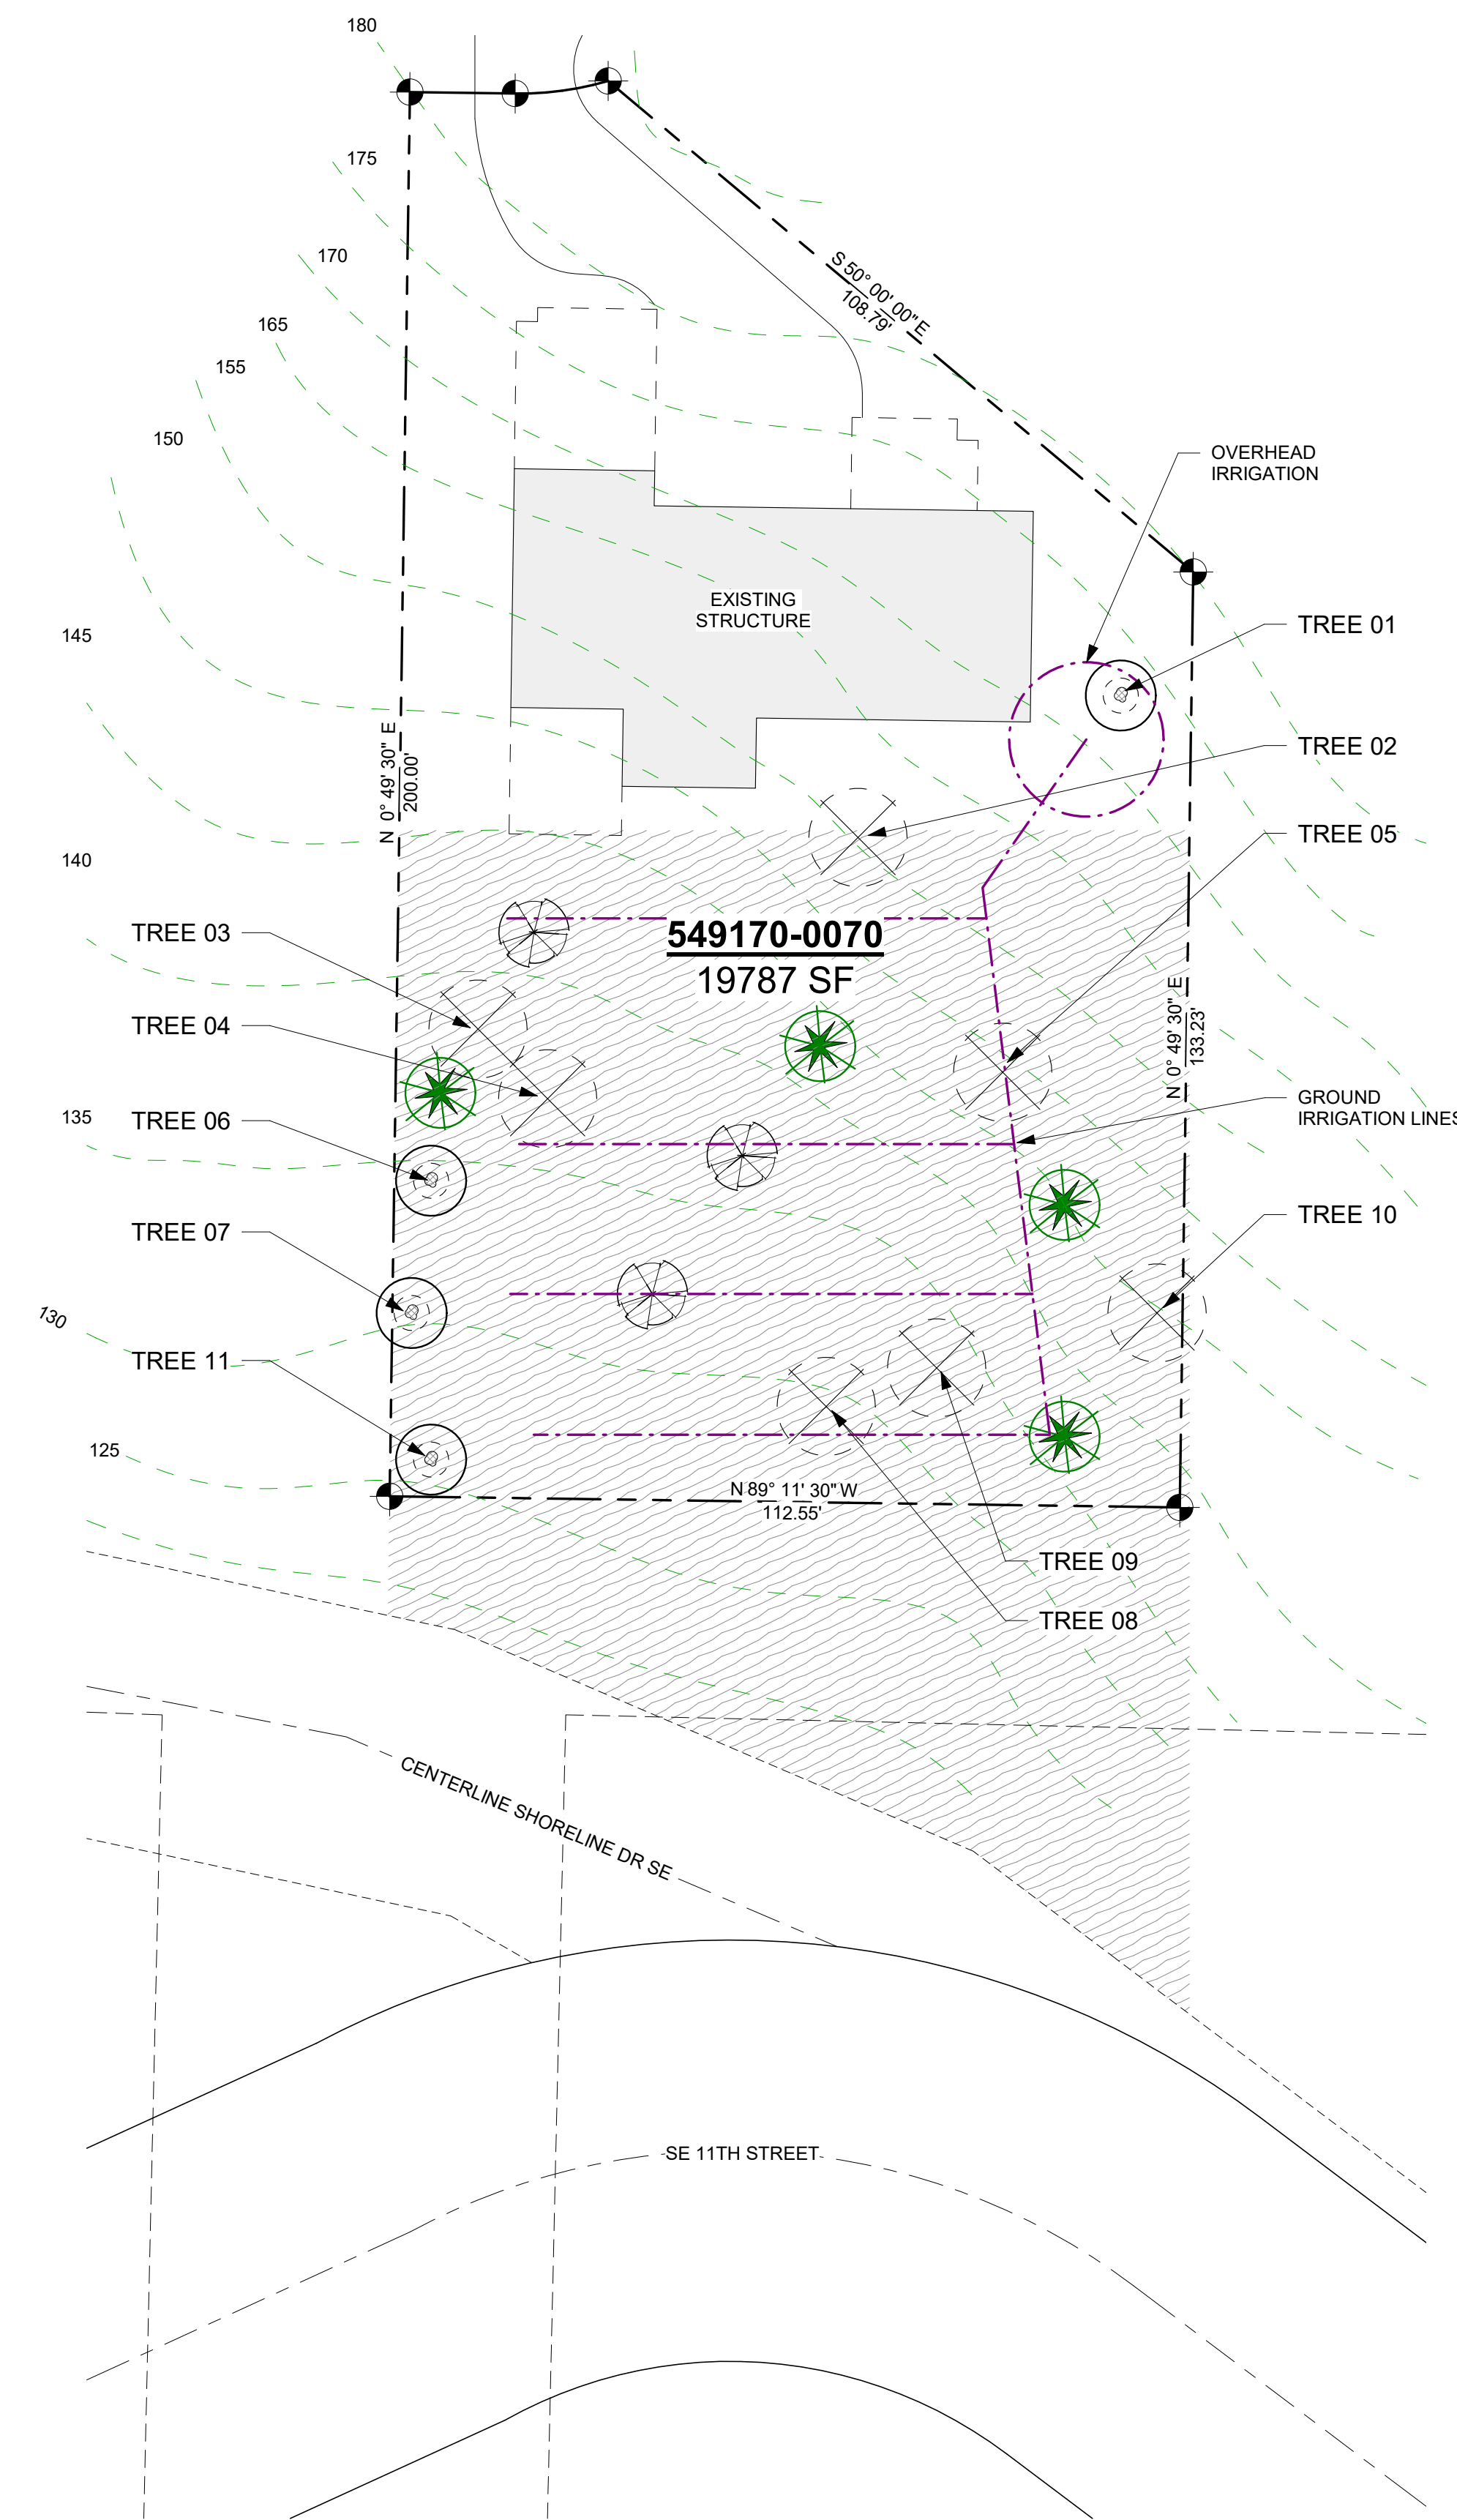 180
175
170
165
155
150
145
140
135
130
125
S 50° 00' 00" E
108.79'
OVERHEAD
IRRIGATION
EXISTING
STRUCTURE
TREE 01
TREE 02
N 0° 49' 30" E
200.00'
TREE 05
TREE 03
549170-0070
19787 SF
TREE 04
N 0° 49' 30" E
133.23'
GROUND
IRRIGATION LINES
TREE 06
TREE 07
TREE 10
TREE 11
N 89° 11' 30" W
112.55'
TREE 09
TREE 08
CENTERLINE SHORELINE DR SE
SE 11TH STREET